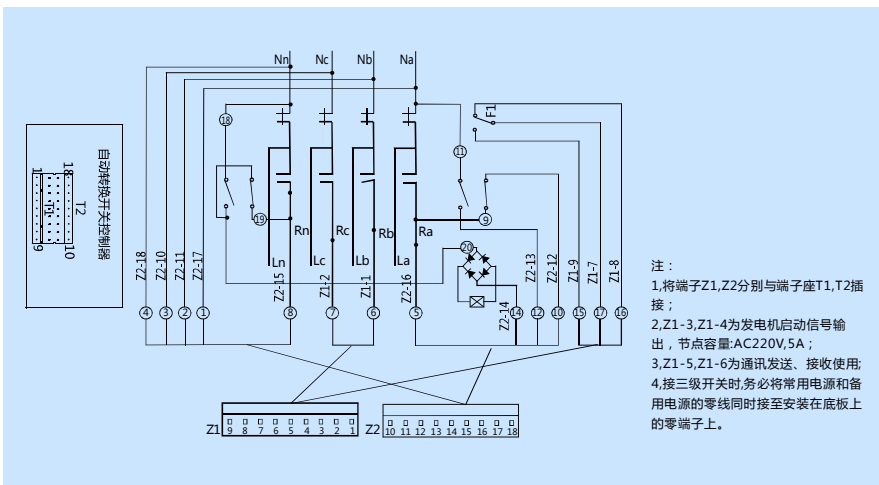 Nn Nc Nb Na
F1
18
11
自动转换开关控制器
1 18
T1 T2
9 10
19
9
Rn Rc Rb Ra
20
Ln Lc Lb La
Z2-18 Z2-10 Z2-11 Z2-17 Z2-15 Z1-2 Z1-1 Z2-16 Z2-14 Z2-13 Z2-12 Z1-9 Z1-7 Z1-8
4 3 2 1 8 7 6 5 14 12 10 15 17 16
Z1
9 8 7 6 5 4 3 2 1
Z2
10 11 12 13 14 15 16 17 18
注：
1,将端子Z1,Z2分别与端子座T1,T2插
接；
2,Z1-3,Z1-4为发电机启动信号输
出，节点容量:AC220V,5A；
3,Z1-5,Z1-6为通讯发送、接收使用;
4,接三级开关时,务必将常用电源和备
用电源的零线同时接至安装在底板上
的零端子上。